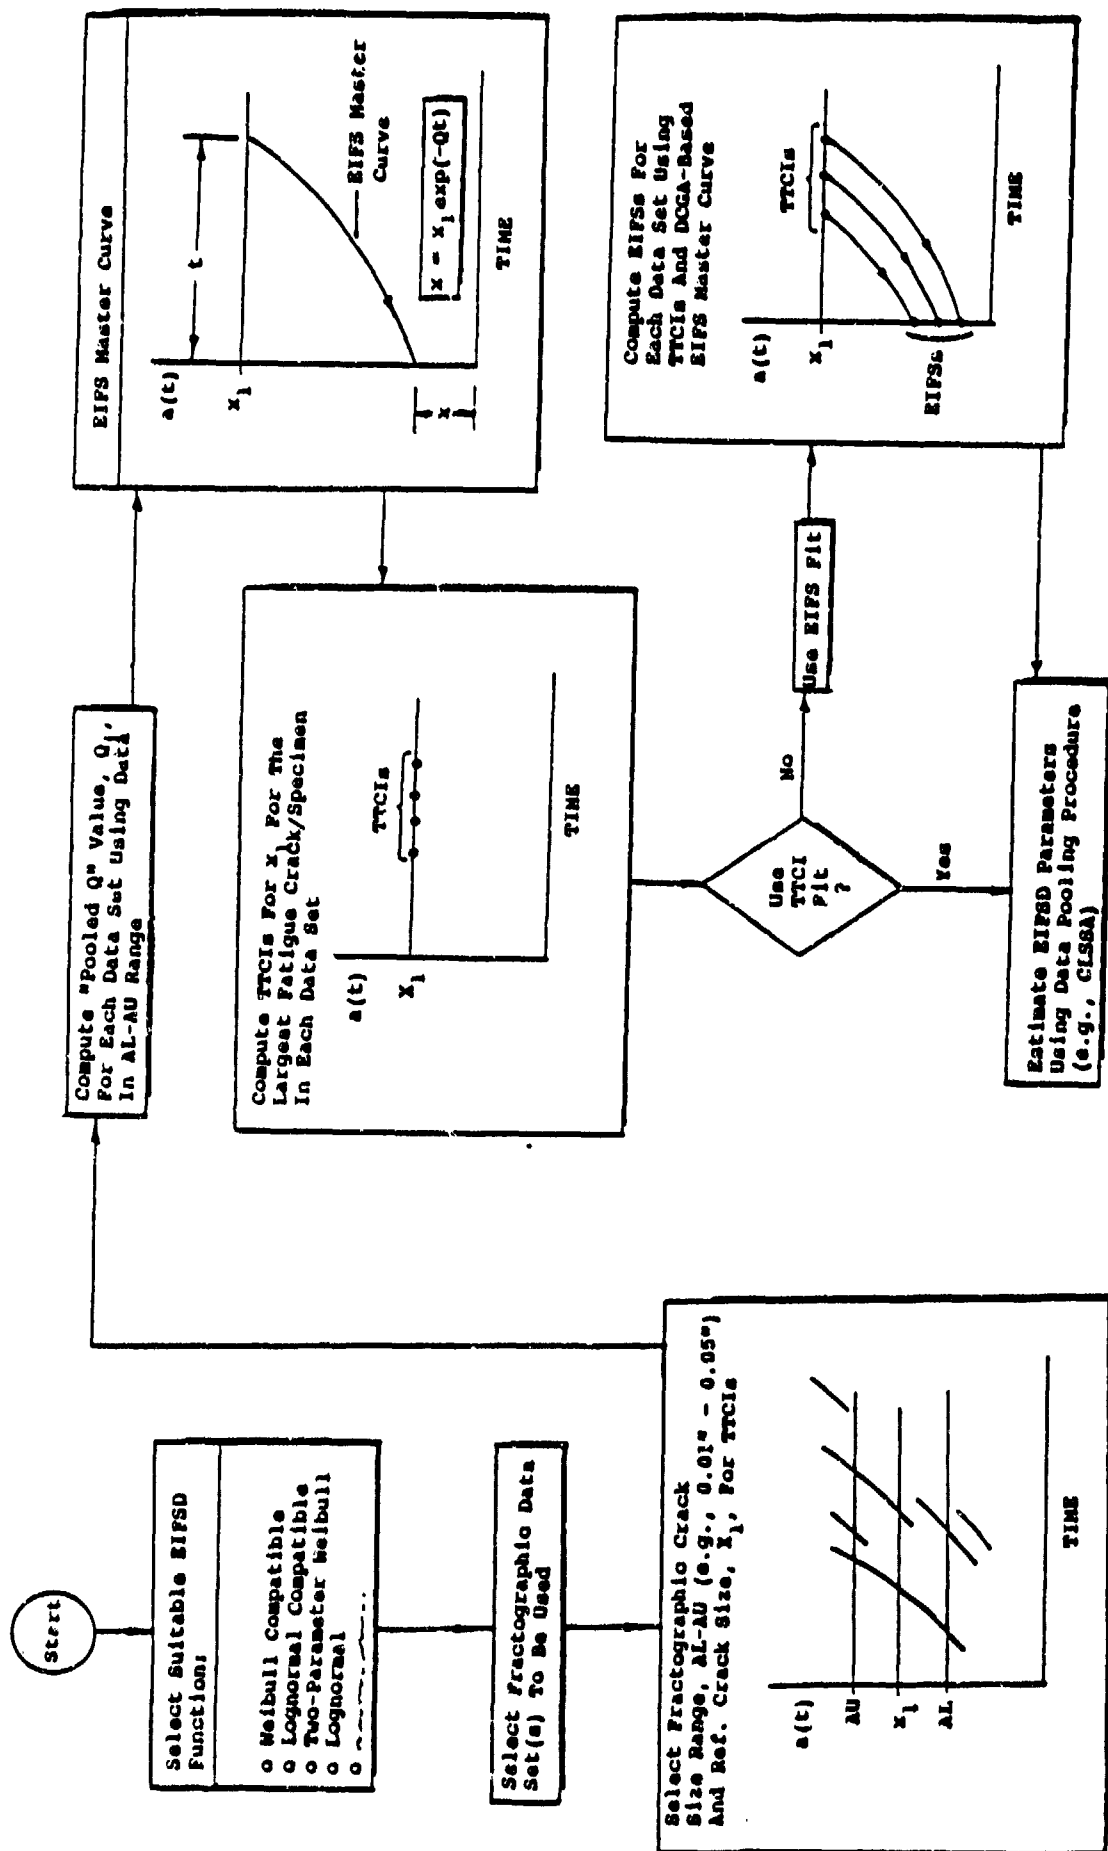 Start
Select Suitable EIFSD
Function:
o Weibull Compatible
o Lognormal Compatible
o Two-Parameter Weibull
o Lognormal
o
Select Fractographic Data
Set(s) To Be Used
Select Fractographic Crack
Size Range, AL-AU (e.g., 0.01" - 0.05")
And Ref. Crack Size, X1, For TTCIs
a(t)
AU
X1
AL
TIME
Compute "Pooled Q" Value, Qi,
For Each Data Set Using Data
In AL-AU Range
EIFS Master Curve
a(t)
x1
t
EIFS Master
Curve
x = x1 exp(-Qt)
x
TIME
Compute TTCIs For X1 For The
Largest Fatigue Crack/Specimen
In Each Data Set
a(t)
X1
TTCIs
TIME
Use
TTCI
Fit
?
No
Yes
Use EIFS Fit
Compute EIFSs For
Each Data Set Using
TTCIs And DCGA-Based
EIFS Master Curve
a(t)
X1
TTCIs
EIFSs
TIME
Estimate EIFSD Parameters
Using Data Pooling Procedure
(e.g., CLSSA)